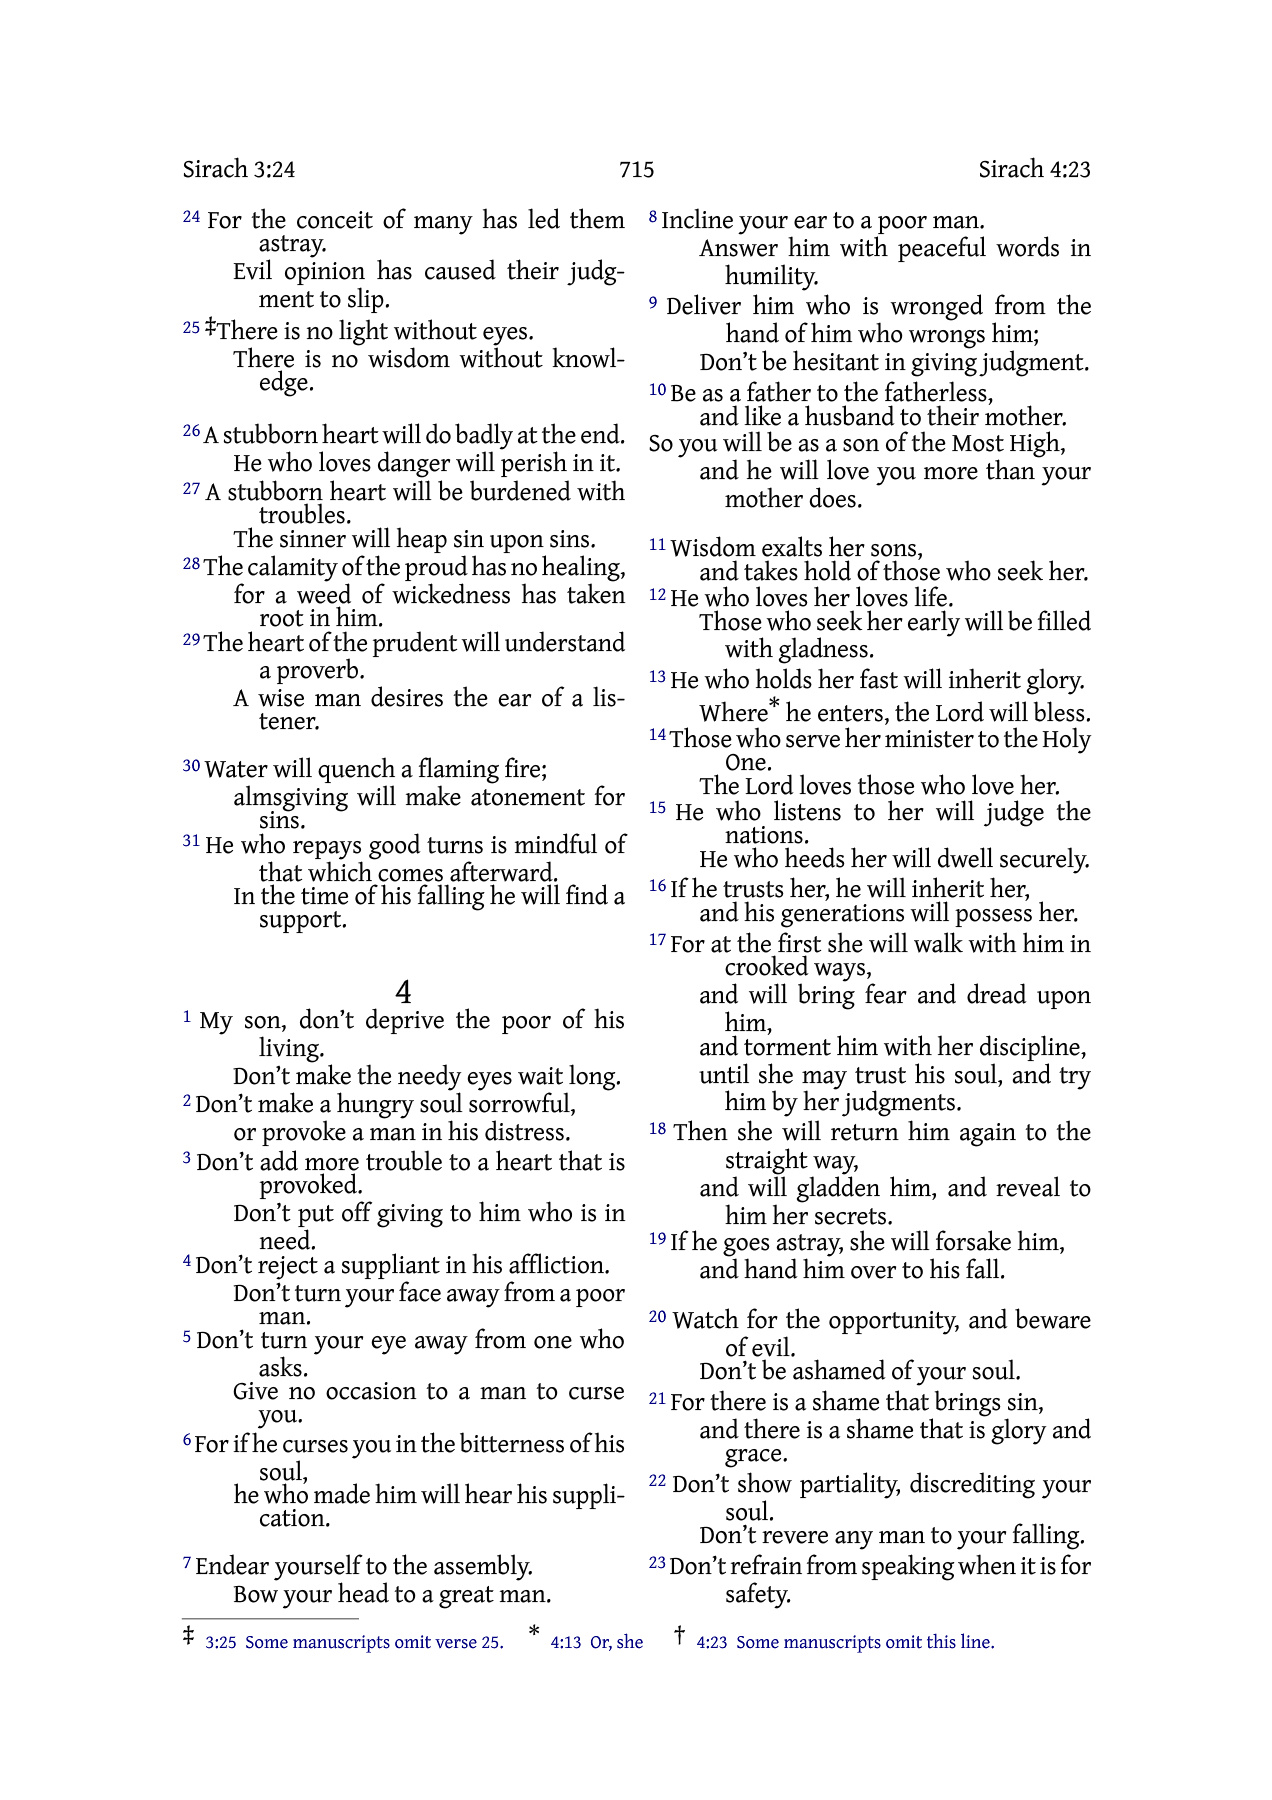 Sirach 3:24 715 Sirach 4:23
24 For the conceit of many has led them
astray.
Evil opinion has caused their judg-
ment to slip.
25 ‡There is no light without eyes.
There is no wisdom without knowl-
edge.
26 A stubborn heart will do badly at the end.
He who loves danger will perish in it.
27 A stubborn heart will be burdened with
troubles.
The sinner will heap sin upon sins.
28 The calamity of the proud has no healing,
for a weed of wickedness has taken
root in him.
29 The heart of the prudent will understand
a proverb.
A wise man desires the ear of a lis-
tener.
30 Water will quench a flaming fire;
almsgiving will make atonement for
sins.
31 He who repays good turns is mindful of
that which comes afterward.
In the time of his falling he will find a
support.
4
1 My son, don’t deprive the poor of his
living.
Don’t make the needy eyes wait long.
2 Don’t make a hungry soul sorrowful,
or provoke a man in his distress.
3 Don’t add more trouble to a heart that is
provoked.
Don’t put off giving to him who is in
need.
4 Don’t reject a suppliant in his affliction.
Don’t turn your face away from a poor
man.
5 Don’t turn your eye away from one who
asks.
Give no occasion to a man to curse
you.
6 For if he curses you in the bitterness of his
soul,
he who made him will hear his suppli-
cation.
7 Endear yourself to the assembly.
Bow your head to a great man.
8 Incline your ear to a poor man.
Answer him with peaceful words in
humility.
9 Deliver him who is wronged from the
hand of him who wrongs him;
Don’t be hesitant in giving judgment.
10 Be as a father to the fatherless,
and like a husband to their mother.
So you will be as a son of the Most High,
and he will love you more than your
mother does.
11 Wisdom exalts her sons,
and takes hold of those who seek her.
12 He who loves her loves life.
Those who seek her early will be filled
with gladness.
13 He who holds her fast will inherit glory.
Where* he enters, the Lord will bless.
14 Those who serve her minister to the Holy
One.
The Lord loves those who love her.
15 He who listens to her will judge the
nations.
He who heeds her will dwell securely.
16 If he trusts her, he will inherit her,
and his generations will possess her.
17 For at the first she will walk with him in
crooked ways,
and will bring fear and dread upon
him,
and torment him with her discipline,
until she may trust his soul, and try
him by her judgments.
18 Then she will return him again to the
straight way,
and will gladden him, and reveal to
him her secrets.
19 If he goes astray, she will forsake him,
and hand him over to his fall.
20 Watch for the opportunity, and beware
of evil.
Don’t be ashamed of your soul.
21 For there is a shame that brings sin,
and there is a shame that is glory and
grace.
22 Don’t show partiality, discrediting your
soul.
Don’t revere any man to your falling.
23 Don’t refrain from speaking when it is for
safety.
‡ 3:25 Some manuscripts omit verse 25. * 4:13 Or, she † 4:23 Some manuscripts omit this line.